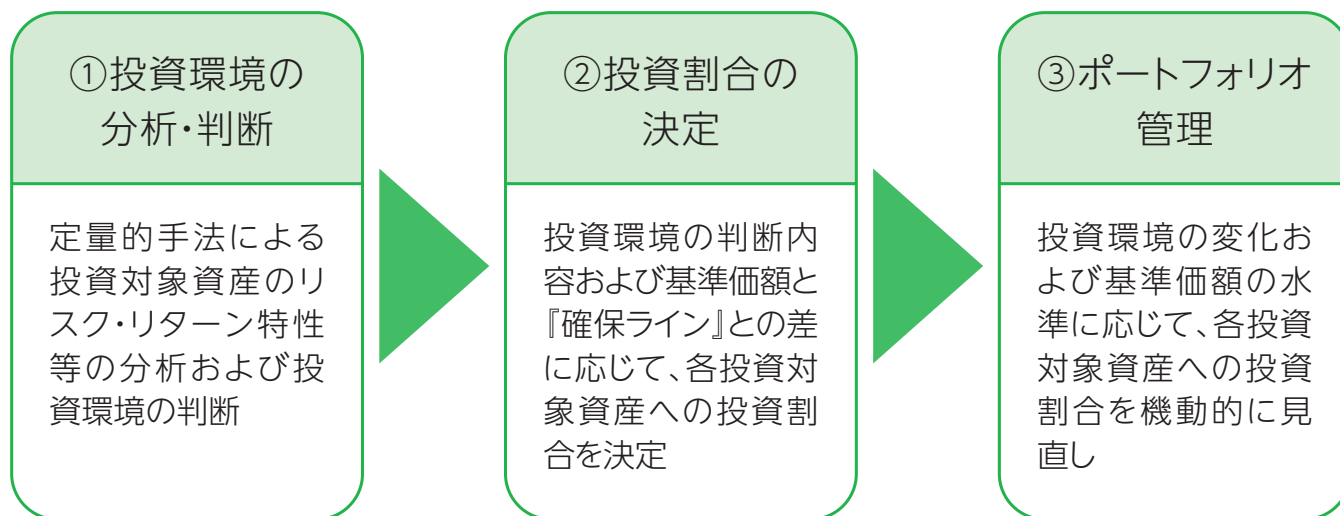 ①投資環境の
分析・判断
定量的手法による
投資対象資産のリ
スク・リターン特性
等の分析および投
資環境の判断
②投資割合の
決定
投資環境の判断内
容および基準価額と
『確保ライン』との差
に応じて、各投資対
象資産への投資割
合を決定
③ポートフォリオ
管理
投資環境の変化お
よび基準価額の水
準に応じて、各投資
対象資産への投資
割合を機動的に見
直し